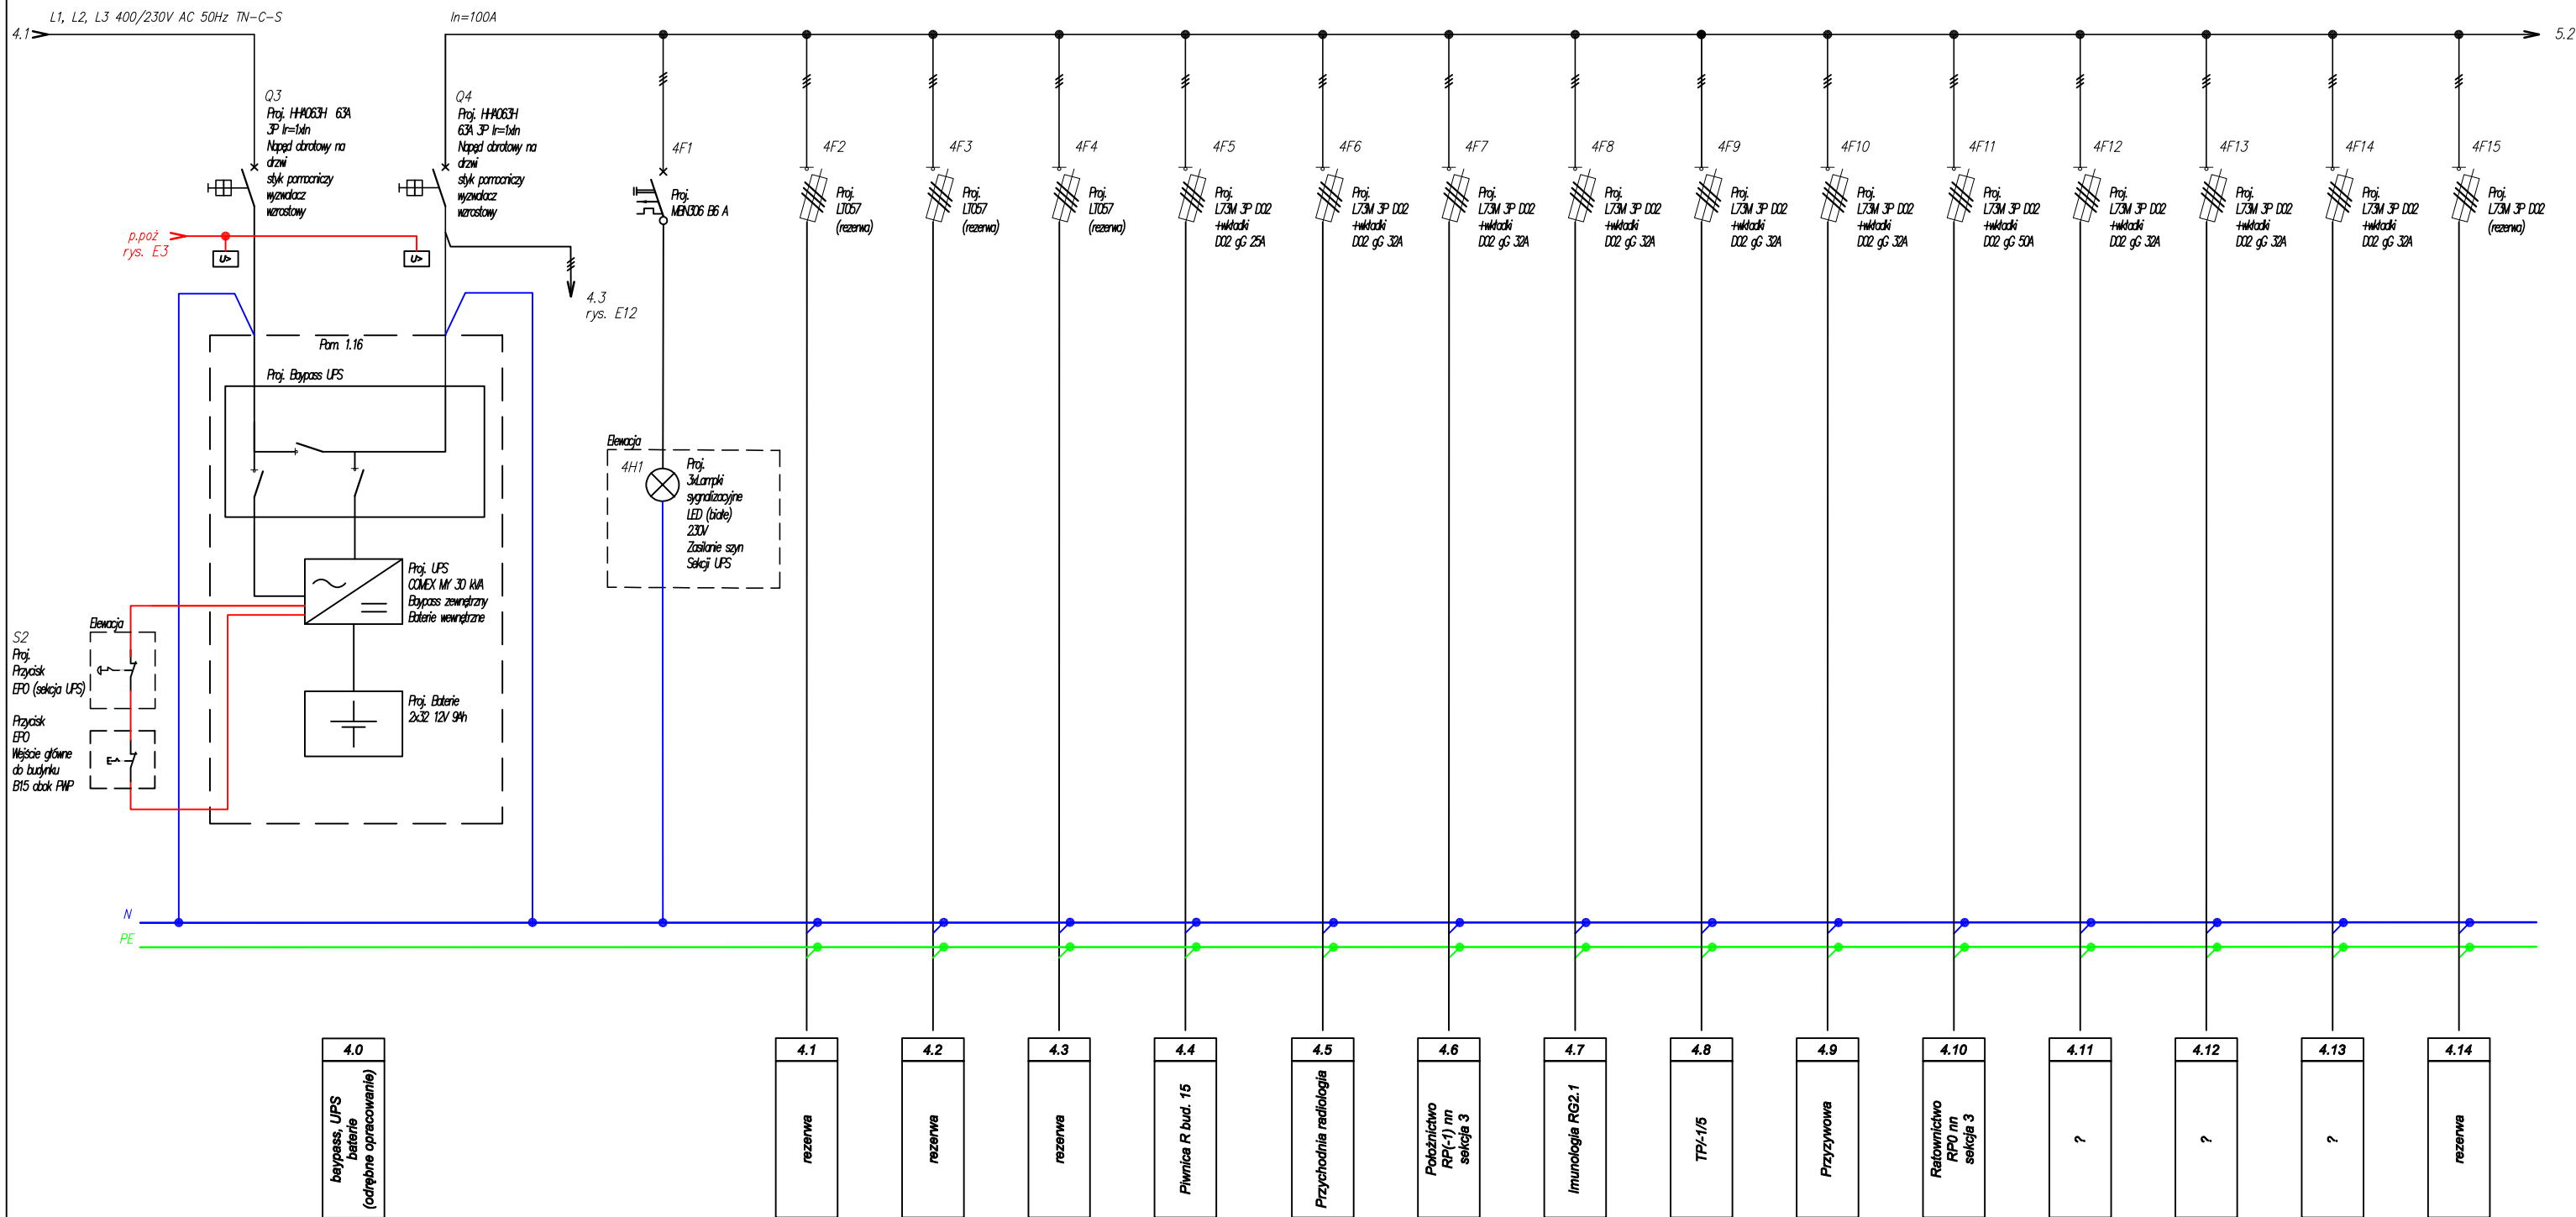 L1, L2, L3 400/230V AC 50Hz TN-C-S
In=100A
4.1
5.2
Q3
Proj. HHA063H 63A
3P Ir=1xIn
Napęd obrotowy na
drzwi
styk pomocniczy
wyzwalacz
wzrostowy
Q4
Proj. HHA063H
63A 3P Ir=1xIn
Napęd obrotowy na
drzwi
styk pomocniczy
wyzwalacz
wzrostowy
p.poż
rys. E3
U>
U>
4.3
rys. E12
4F1
Proj.
MBN306 B6 A
4F2
Proj.
LT057
(rezerwa)
4F3
Proj.
LT057
(rezerwa)
4F4
Proj.
LT057
(rezerwa)
4F5
Proj.
L73M 3P D02
+wkładki
D02 gG 25A
4F6
Proj.
L73M 3P D02
+wkładki
D02 gG 32A
4F7
Proj.
L73M 3P D02
+wkładki
D02 gG 32A
4F8
Proj.
L73M 3P D02
+wkładki
D02 gG 32A
4F9
Proj.
L73M 3P D02
+wkładki
D02 gG 32A
4F10
Proj.
L73M 3P D02
+wkładki
D02 gG 32A
4F11
Proj.
L73M 3P D02
+wkładki
D02 gG 50A
4F12
Proj.
L73M 3P D02
+wkładki
D02 gG 32A
4F13
Proj.
L73M 3P D02
+wkładki
D02 gG 32A
4F14
Proj.
L73M 3P D02
+wkładki
D02 gG 32A
4F15
Proj.
L73M 3P D02
(rezerwa)
Pom. 1.16
Proj. Baypass UPS
Proj. UPS
COMEX MY 30 kVA
Baypass zewnętrzny
Baterie wewnętrzne
Proj. Baterie
2x32 12V 9Ah
Elewacja
4H1
Proj.
3xLampki
sygnalizacyjne
LED (białe)
230V
Zasilanie szyn
Sekcji UPS
Elewacja
S2
Proj.
Przycisk
EPO (sekcja UPS)
Przycisk
EPO
Wejście główne
do budynku
B15 obok PWP
N
PE
4.0
baypass, UPS
baterie
(odrębne opracowanie)
4.1
rezerwa
4.2
rezerwa
4.3
rezerwa
4.4
Piwnica R bud. 15
4.5
Przychodnia radiologia
4.6
Położnictwo
RP(-1) nn
sekcja 3
4.7
Imunologia RG2.1
4.8
TP/-1/5
4.9
Przyzywowa
4.10
Ratownictwo
RP0 nn
sekcja 3
4.11
?
4.12
?
4.13
?
4.14
rezerwa